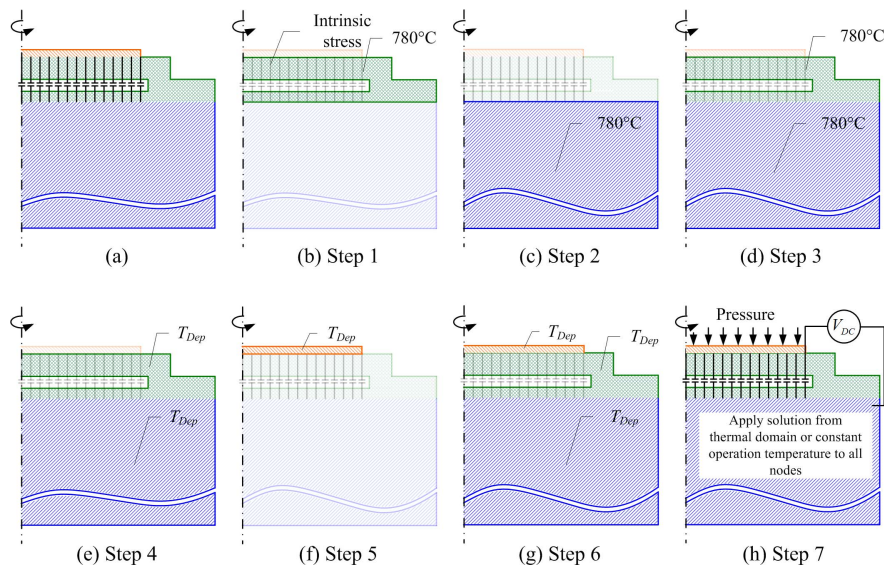 Intrinsic
stress
780°C
780°C
780°C
780°C
(a)
(b) Step 1
(c) Step 2
(d) Step 3
T_Dep
T_Dep
T_Dep
T_Dep
T_Dep
T_Dep
Pressure
V_DC
Apply solution from
thermal domain or constant
operation temperature to all
nodes
(e) Step 4
(f) Step 5
(g) Step 6
(h) Step 7